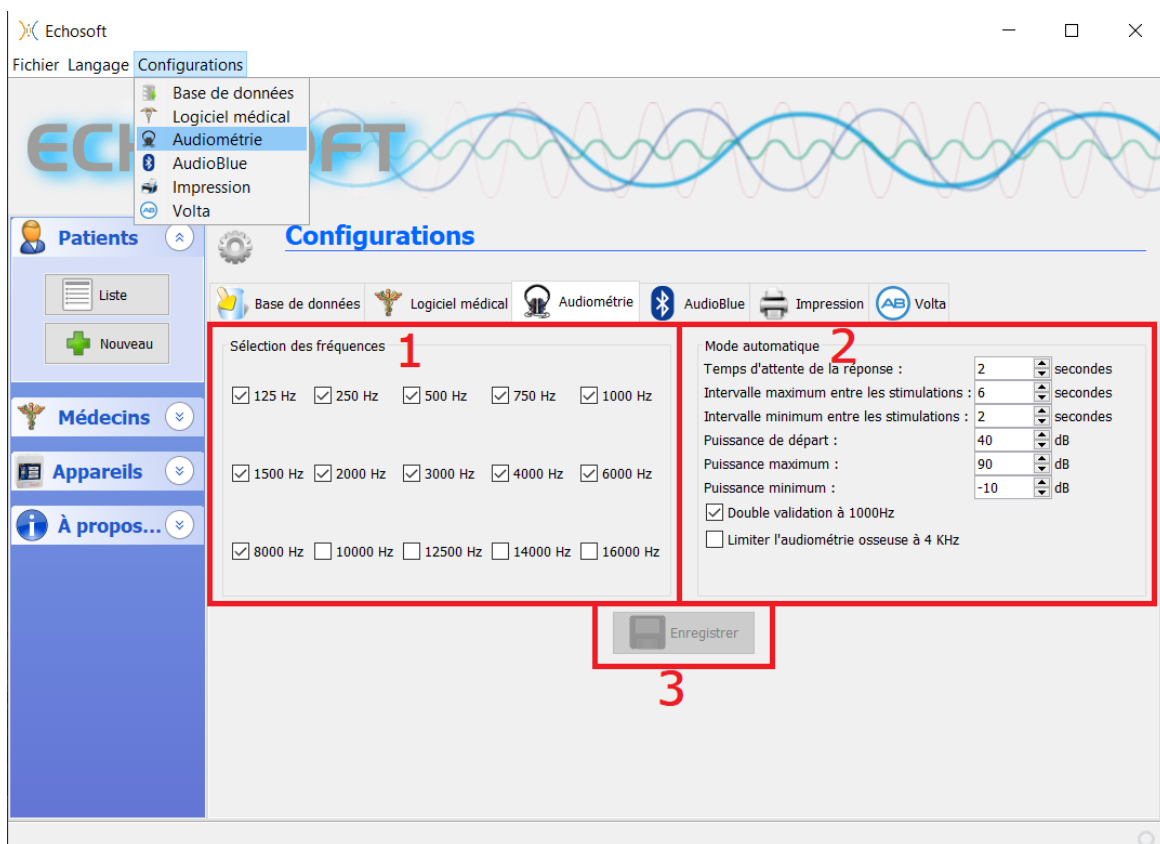 Echosoft
Fichier Langage Configurations
Base de données
Logiciel médical
Audiométrie
AudioBlue
Impression
AB Volta
ECH FT
Patients
Liste
Nouveau
Médecins
Appareils
À propos...
Configurations
Base de données Logiciel médical Audiométrie AudioBlue Impression AB Volta
Sélection des fréquences 1
125 Hz 250 Hz 500 Hz 750 Hz 1000 Hz
1500 Hz 2000 Hz 3000 Hz 4000 Hz 6000 Hz
8000 Hz 10000 Hz 12500 Hz 14000 Hz 16000 Hz
Mode automatique 2
Temps d'attente de la réponse : 2 secondes
Intervalle maximum entre les stimulations : 6 secondes
Intervalle minimum entre les stimulations : 2 secondes
Puissance de départ : 40 dB
Puissance maximum : 90 dB
Puissance minimum : -10 dB
Double validation à 1000Hz
Limiter l'audiométrie osseuse à 4 KHz
Enregistrer
3